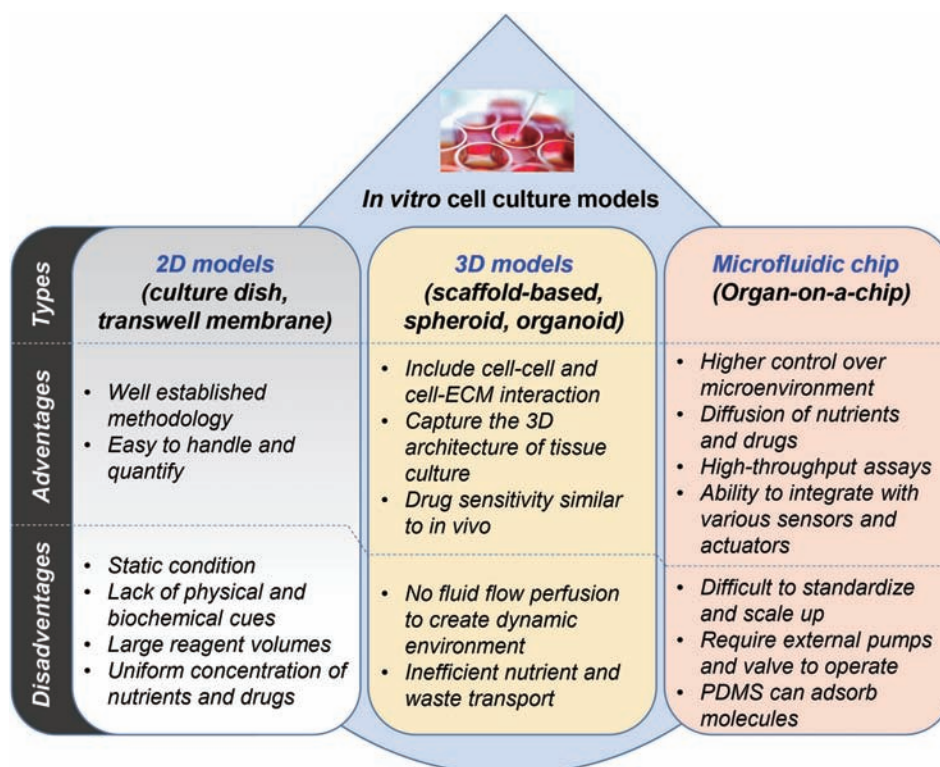 In vitro cell culture models
Types
2D models
(culture dish,
transwell membrane)
3D models
(scaffold-based,
spheroid, organoid)
Microfluidic chip
(Organ-on-a-chip)
Adventages
• Well established
methodology
• Easy to handle and
quantify
• Include cell-cell and
cell-ECM interaction
• Capture the 3D
architecture of tissue
culture
• Drug sensitivity similar
to in vivo
• Higher control over
microenvironment
• Diffusion of nutrients
and drugs
• High-throughput assays
• Ability to integrate with
various sensors and
actuators
Disadventages
• Static condition
• Lack of physical and
biochemical cues
• Large reagent volumes
• Uniform concentration of
nutrients and drugs
• No fluid flow perfusion
to create dynamic
environment
• Inefficient nutrient and
waste transport
• Difficult to standardize
and scale up
• Require external pumps
and valve to operate
• PDMS can adsorb
molecules